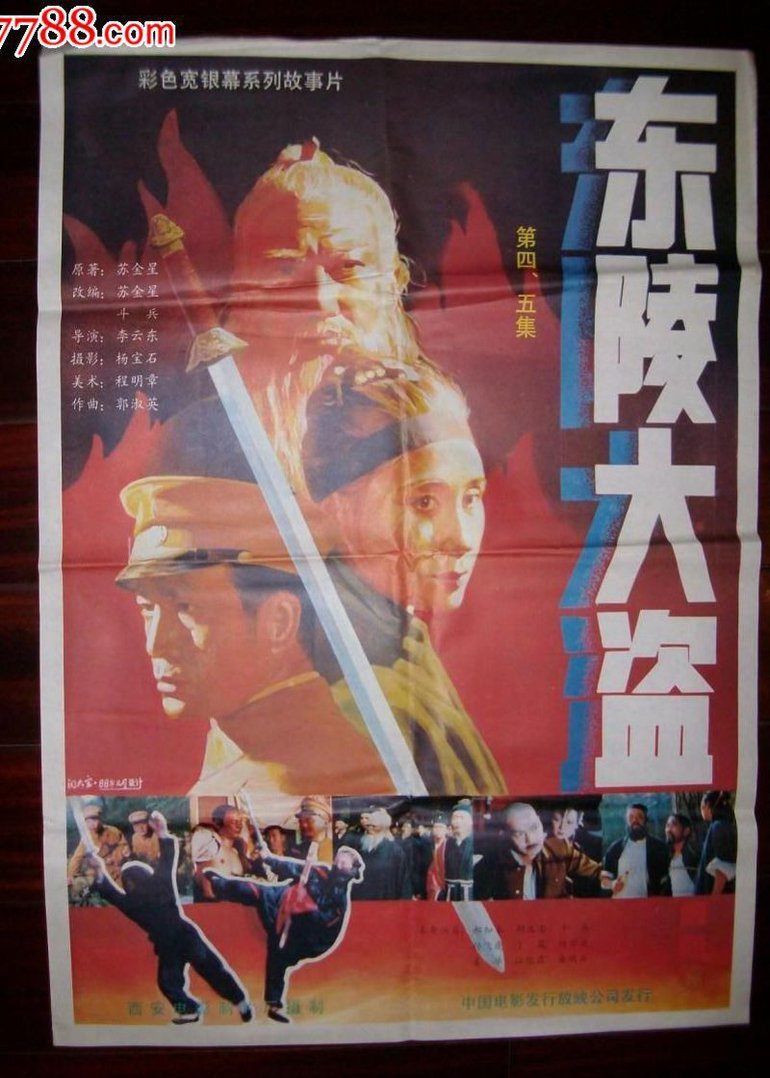 7788.com
彩色宽银幕系列故事片
东陵大盗
第四、五集
原著：苏金星
改编：苏金星
斗 兵
导演：李云东
摄影：杨宝石
美术：程明章
作曲：郭淑英
西安电影制片厂摄制
中国电影发行放映公司发行